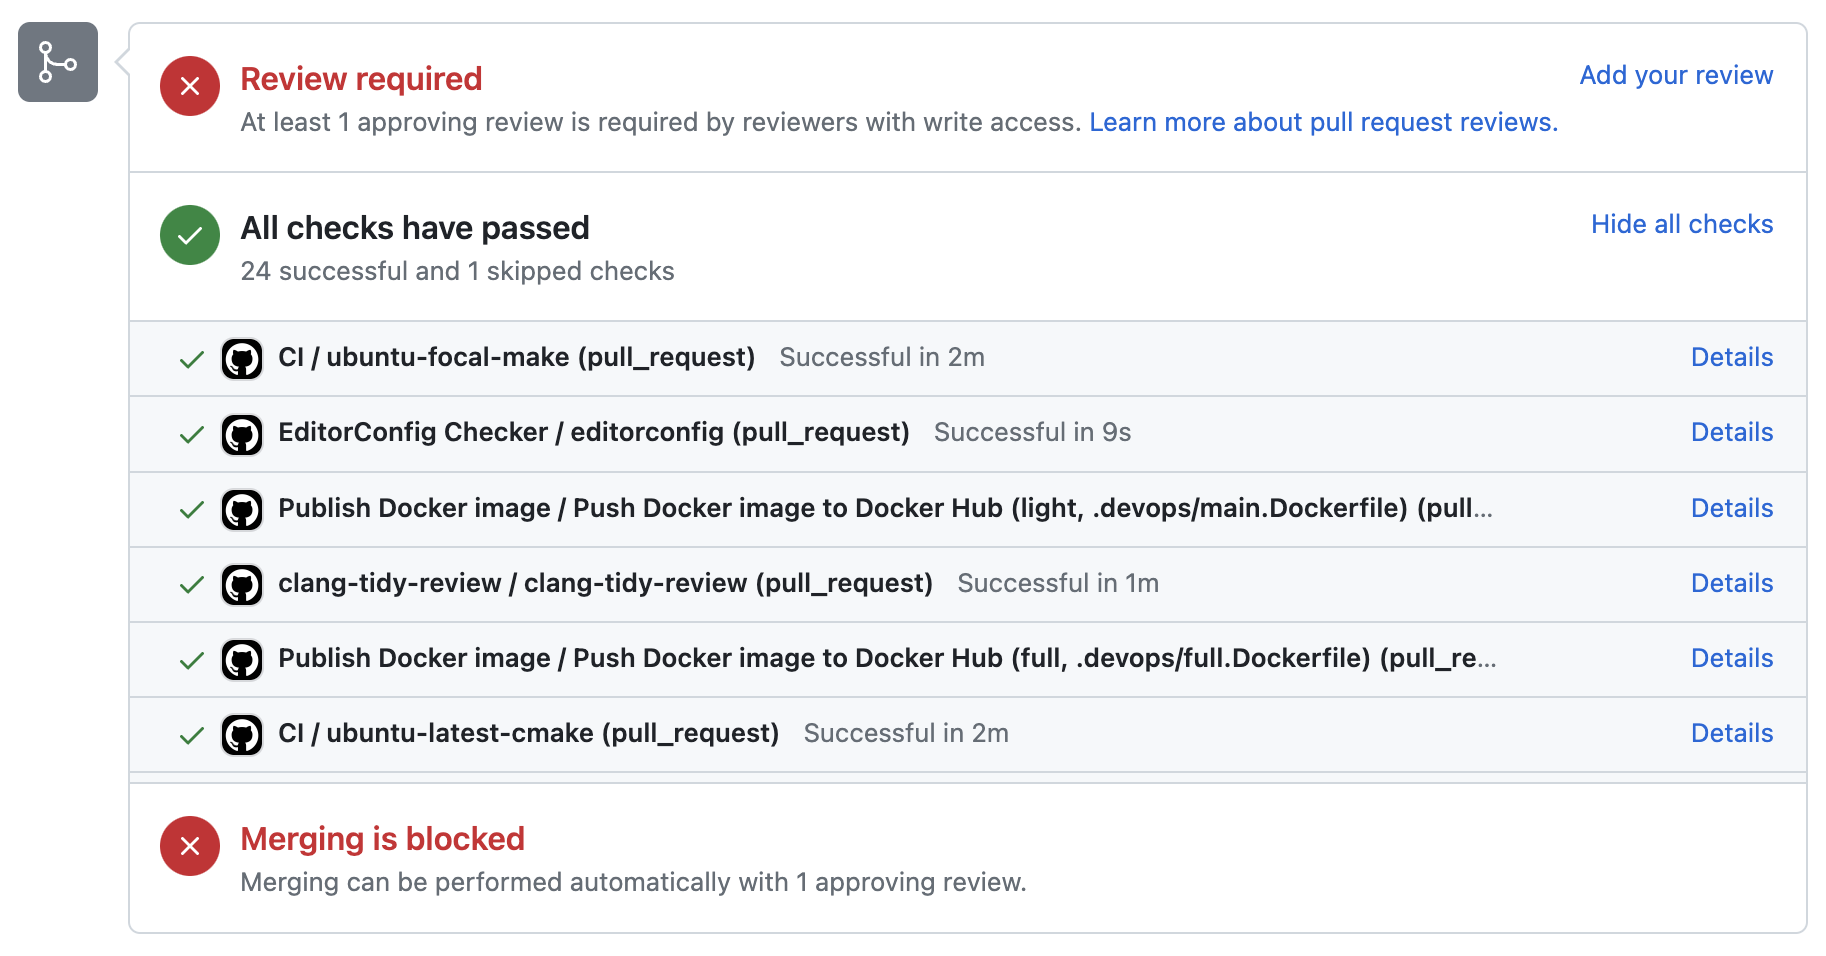 Review required
Add your review
At least 1 approving review is required by reviewers with write access. Learn more about pull request reviews.
All checks have passed
Hide all checks
24 successful and 1 skipped checks
CI / ubuntu-focal-make (pull_request) Successful in 2m Details
EditorConfig Checker / editorconfig (pull_request) Successful in 9s Details
Publish Docker image / Push Docker image to Docker Hub (light, .devops/main.Dockerfile) (pull... Details
clang-tidy-review / clang-tidy-review (pull_request) Successful in 1m Details
Publish Docker image / Push Docker image to Docker Hub (full, .devops/full.Dockerfile) (pull_re... Details
CI / ubuntu-latest-cmake (pull_request) Successful in 2m Details
Merging is blocked
Merging can be performed automatically with 1 approving review.